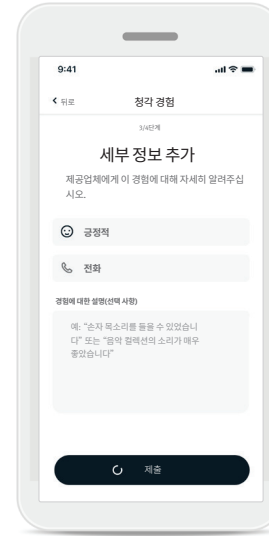 9:41
뒤로
청각 경험
3/4단계
세부 정보 추가
제공업체에게 이 경험에 대해 자세히 알려주십
시오.
긍정적
전화
경험에 대한 설명(선택 사항)
예: “손자 목소리를 들을 수 있었습니
다” 또는 “음악 컬렉션의 소리가 매우
좋았습니다”
제출